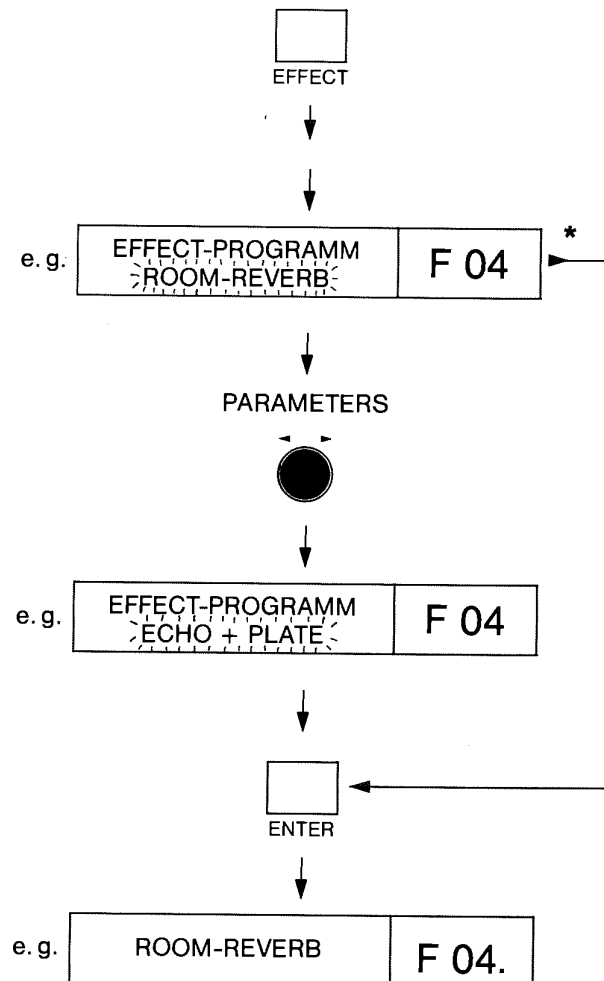 EFFECT
e. g. EFFECT-PROGRAMM F 04 *
ROOM-REVERB
PARAMETERS
e. g. EFFECT-PROGRAMM F 04
ECHO + PLATE
ENTER
e. g. ROOM-REVERB F 04.